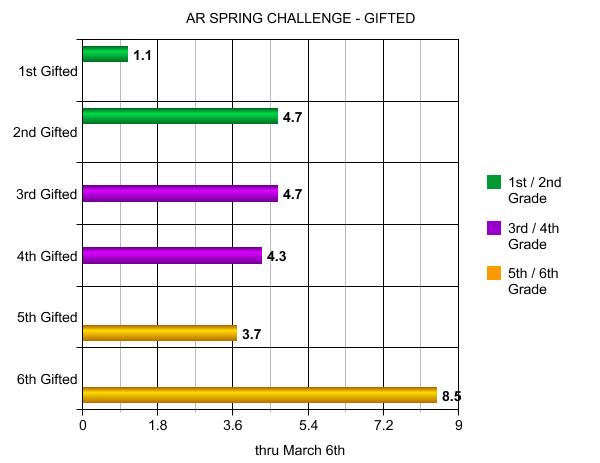 AR SPRING CHALLENGE - GIFTED
1st Gifted
1.1
2nd Gifted
4.7
3rd Gifted
4.7
4th Gifted
4.3
5th Gifted
3.7
6th Gifted
8.5
0
1.8
3.6
5.4
7.2
9
thru March 6th
1st / 2nd
Grade
3rd / 4th
Grade
5th / 6th
Grade